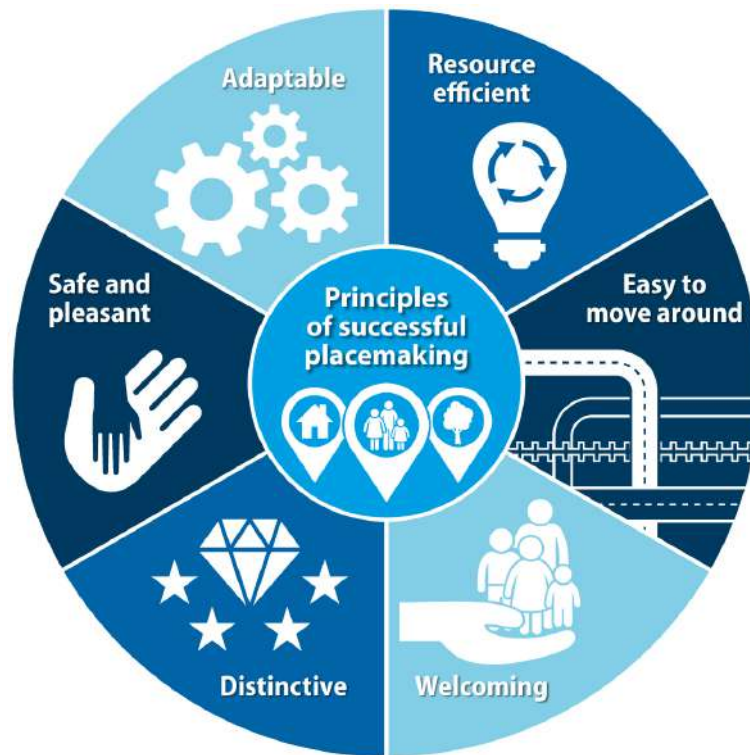 Adaptable
Resource
efficient
Safe and
pleasant
Principles
of successful
placemaking
Easy to
move around
Distinctive
Welcoming